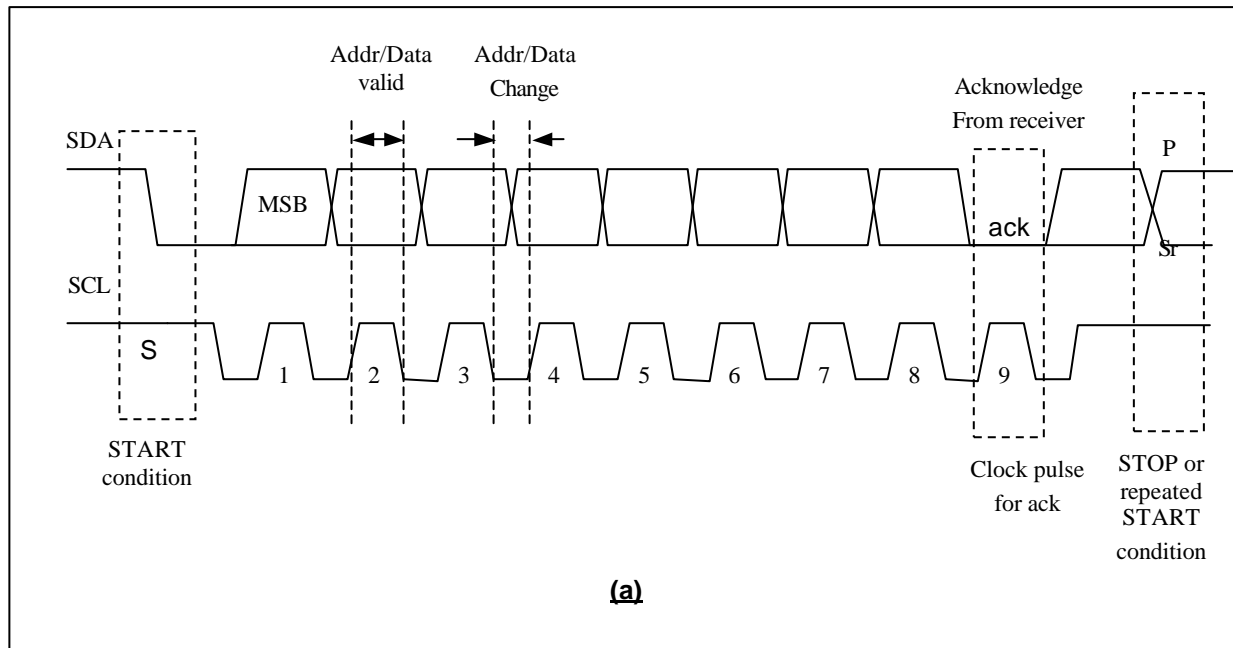 Addr/Data
valid
Addr/Data
Change
Acknowledge
From receiver
SDA
P
MSB
ack
Sr
SCL
S
1 2 3 4 5 6 7 8 9
START
condition
Clock pulse
for ack
STOP or
repeated
START
condition
(a)